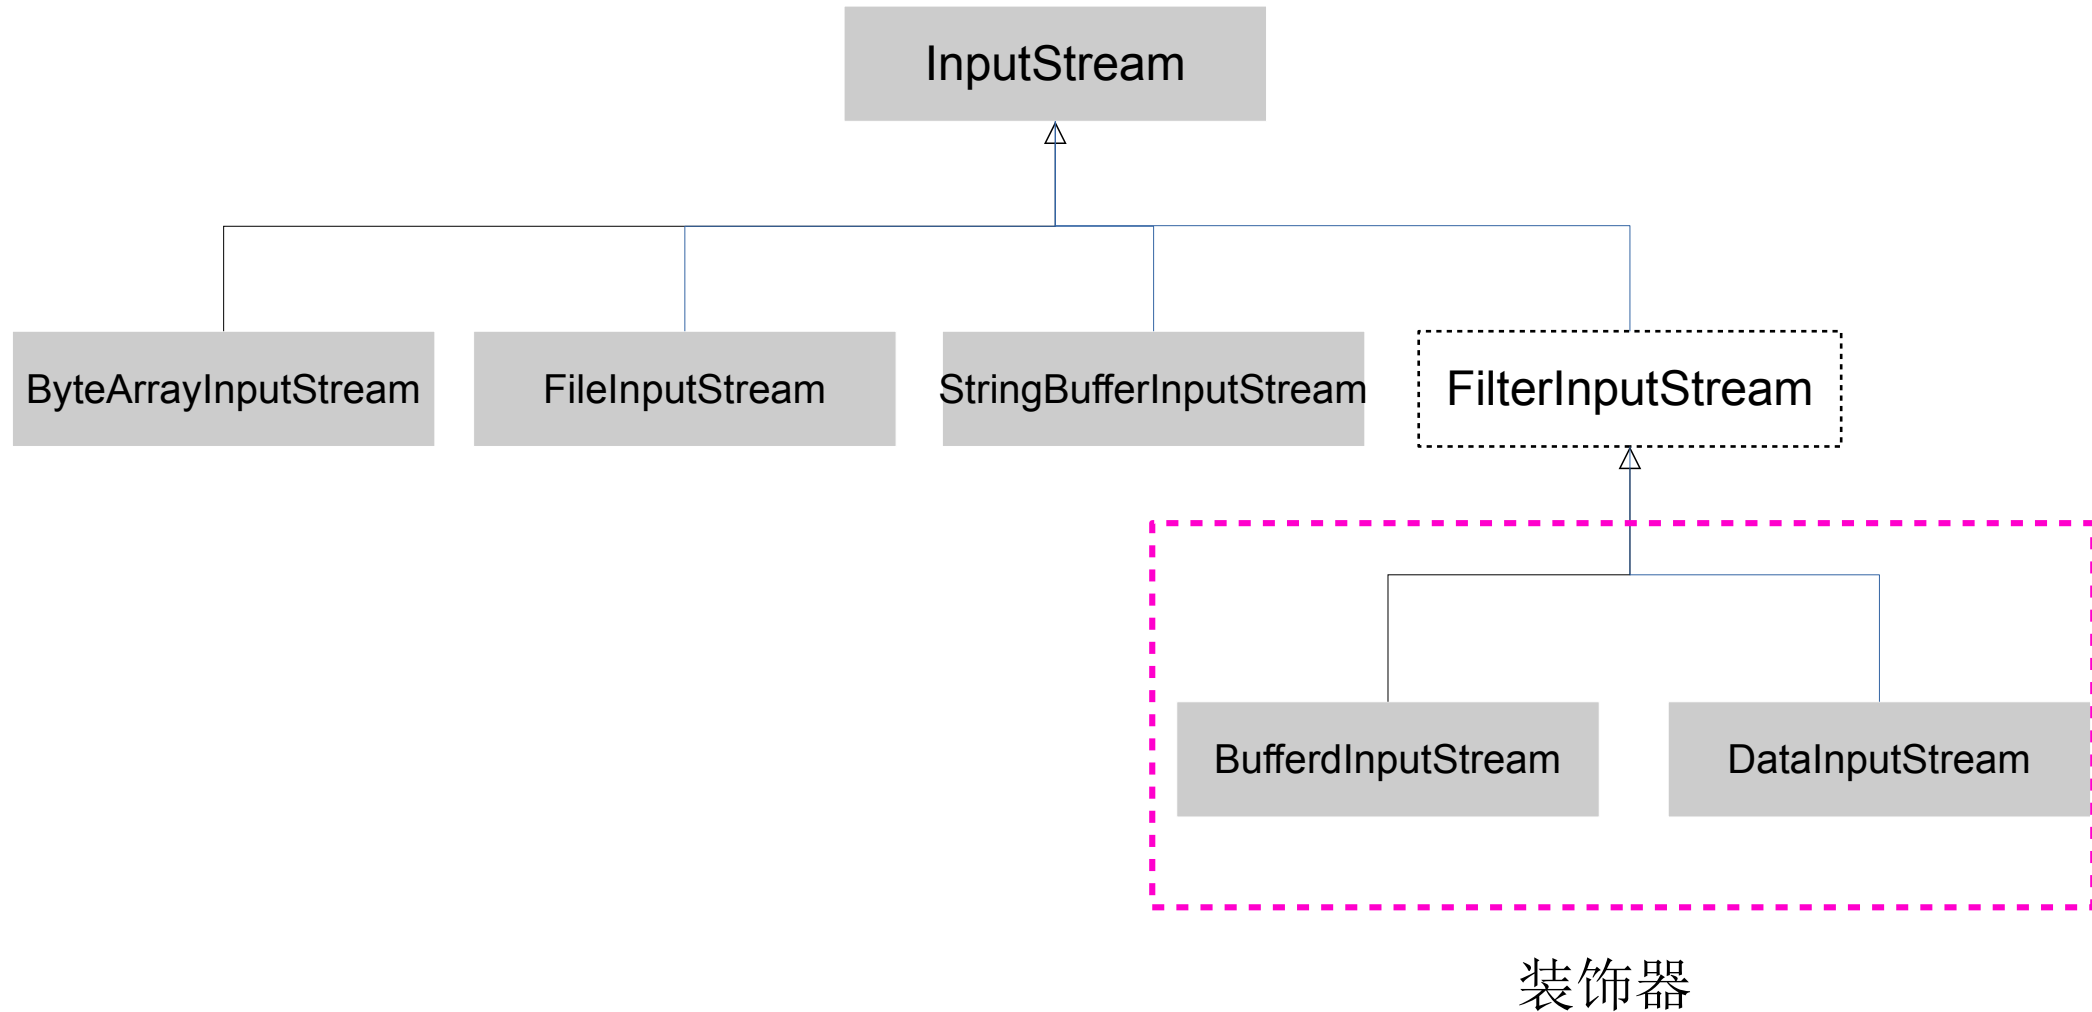 InputStream
ByteArrayInputStream
FileInputStream
StringBufferInputStream
FilterInputStream
BufferdInputStream
DataInputStream
装饰器